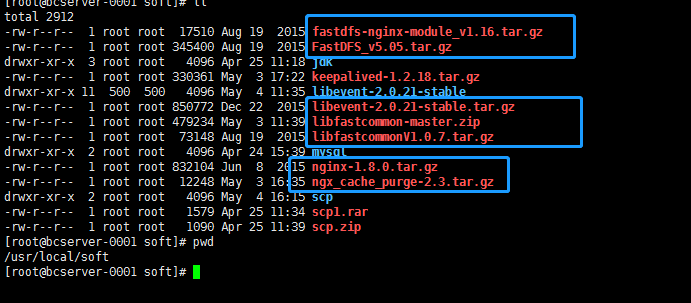 [root@bcserver-0001 soft]# ll
total 2912
-rw-r--r--  1 root root  17510 Aug 19  2015 fastdfs-nginx-module_v1.16.tar.gz
-rw-r--r--  1 root root 345400 Aug 19  2015 FastDFS_v5.05.tar.gz
drwxr-xr-x  3 root root   4096 Apr 25 11:18 jdk
-rw-r--r--  1 root root 330361 May  3 17:22 keepalived-1.2.18.tar.gz
drwxr-xr-x 11  500  500   4096 May  4 11:35 libevent-2.0.21-stable
-rw-r--r--  1 root root 850772 Dec 22  2015 libevent-2.0.21-stable.tar.gz
-rw-r--r--  1 root root 479234 May  3 11:39 libfastcommon-master.zip
-rw-r--r--  1 root root  73148 Aug 19  2015 libfastcommonV1.0.7.tar.gz
drwxr-xr-x  2 root root   4096 Apr 24 15:39 mysql
-rw-r--r--  1 root root 832104 Jun  8  2015 nginx-1.8.0.tar.gz
-rw-r--r--  1 root root  12248 May  3 16:35 ngx_cache_purge-2.3.tar.gz
drwxr-xr-x  2 root root   4096 May  4 16:15 scp
-rw-r--r--  1 root root   1579 Apr 25 11:34 scp1.rar
-rw-r--r--  1 root root   1090 Apr 25 11:39 scp.zip
[root@bcserver-0001 soft]# pwd
/usr/local/soft
[root@bcserver-0001 soft]#